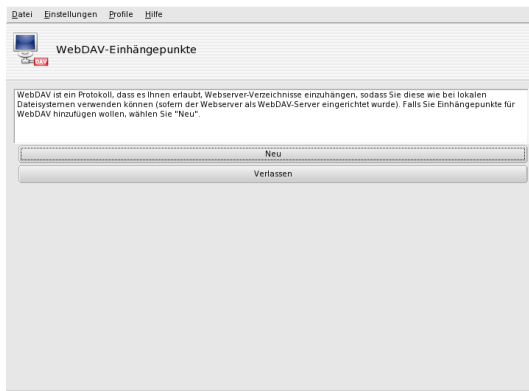 Datei Einstellungen Profile Hilfe
WebDAV-Einhängepunkte
DAV
WebDAV ist ein Protokoll, dass es Ihnen erlaubt, Webserver-Verzeichnisse einzuhängen, sodass Sie diese wie bei lokalen
Dateisystemen verwenden können (sofern der Webserver als WebDAV-Server eingerichtet wurde). Falls Sie Einhängepunkte für
WebDAV hinzufügen wollen, wählen Sie "Neu".
Neu
Verlassen